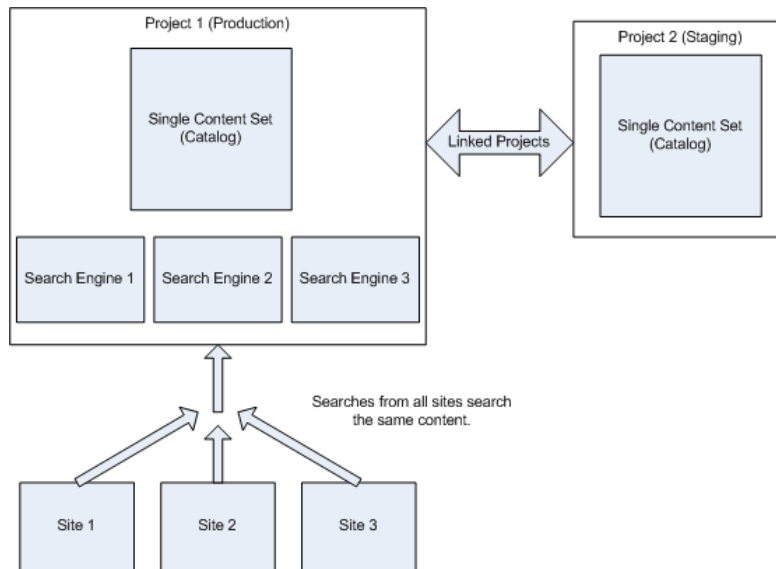 Project 1 (Production)
Single Content Set
(Catalog)
Search Engine 1
Search Engine 2
Search Engine 3
Linked Projects
Project 2 (Staging)
Single Content Set
(Catalog)
Searches from all sites search
the same content.
Site 1
Site 2
Site 3